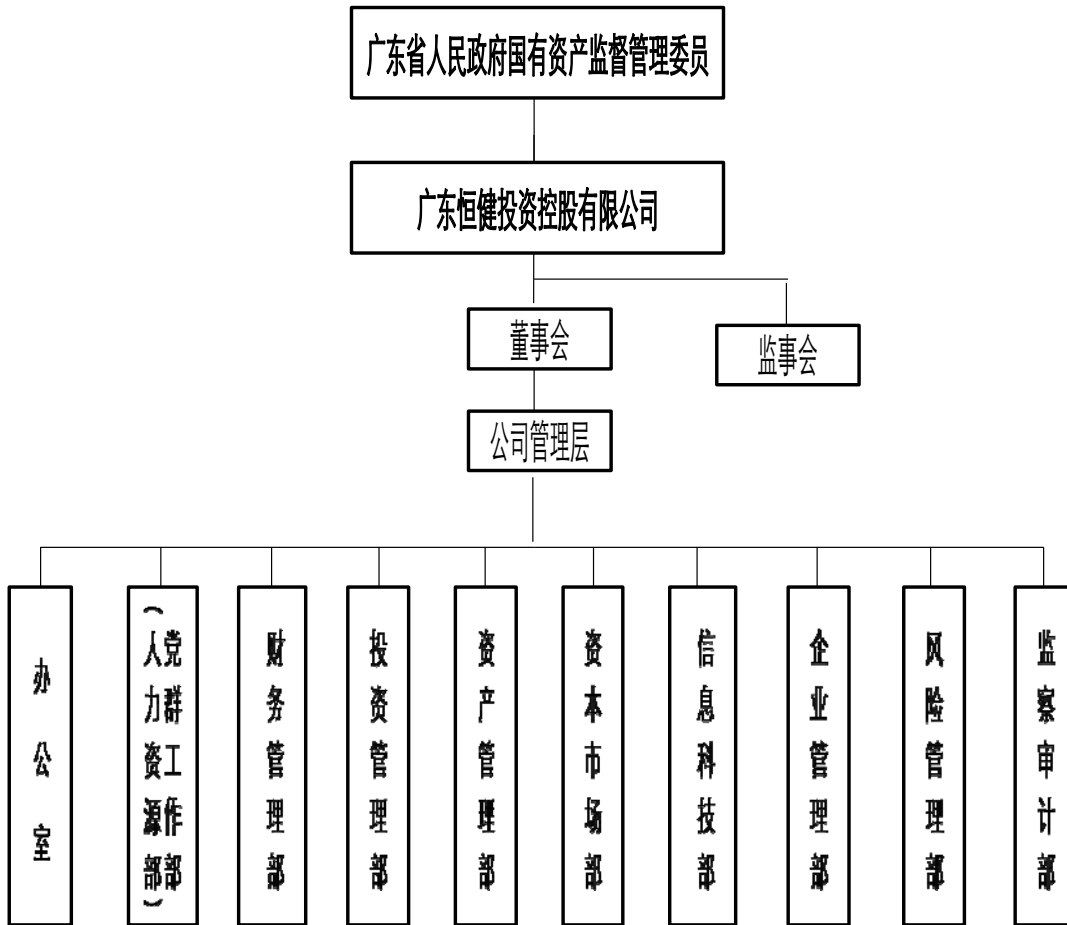 广东省人民政府国有资产监督管理委员
广东恒健投资控股有限公司
董事会
监事会
公司管理层
办公室
党群工作部
（人力资源部）
财务管理部
投资管理部
资产管理部
资本市场部
信息科技部
企业管理部
风险管理部
监察审计部